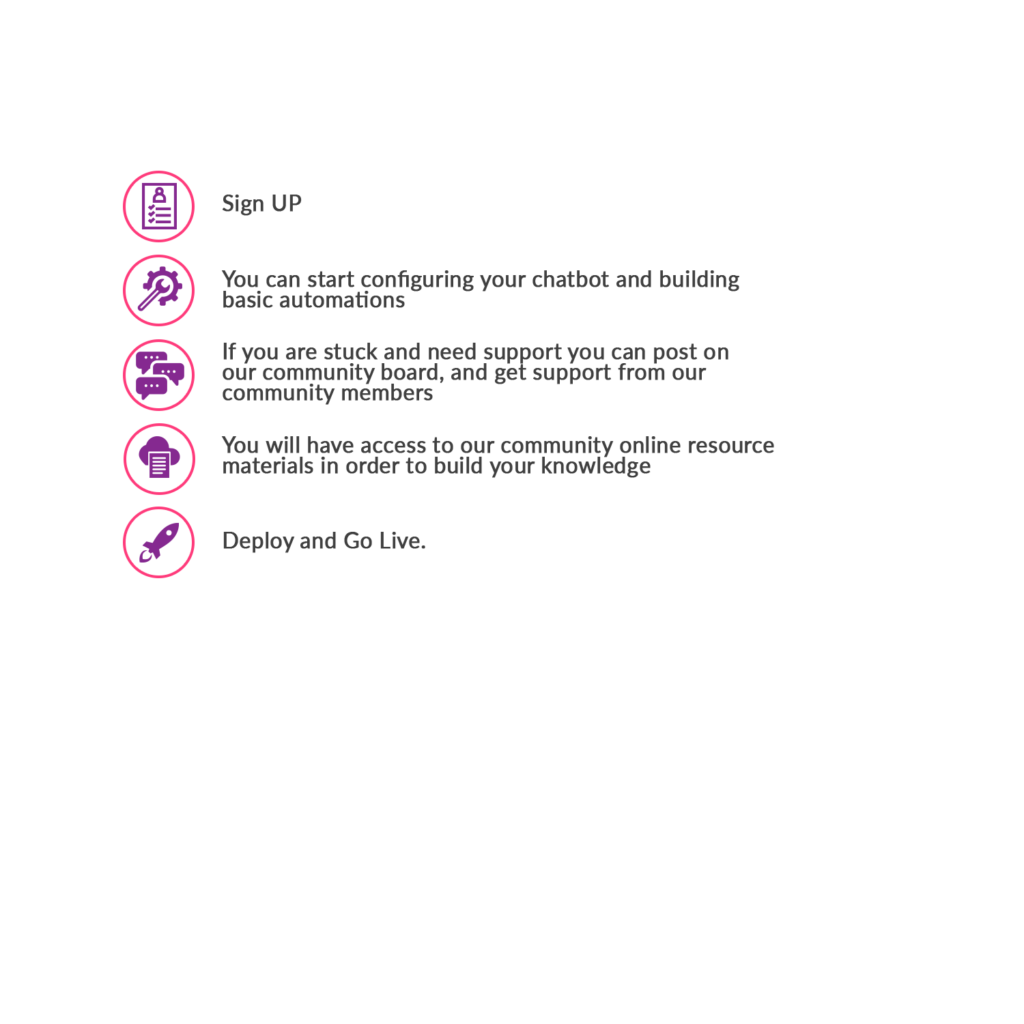 Sign UP
You can start configuring your chatbot and building
basic automations
If you are stuck and need support you can post on
our community board, and get support from our
community members
You will have access to our community online resource
materials in order to build your knowledge
Deploy and Go Live.